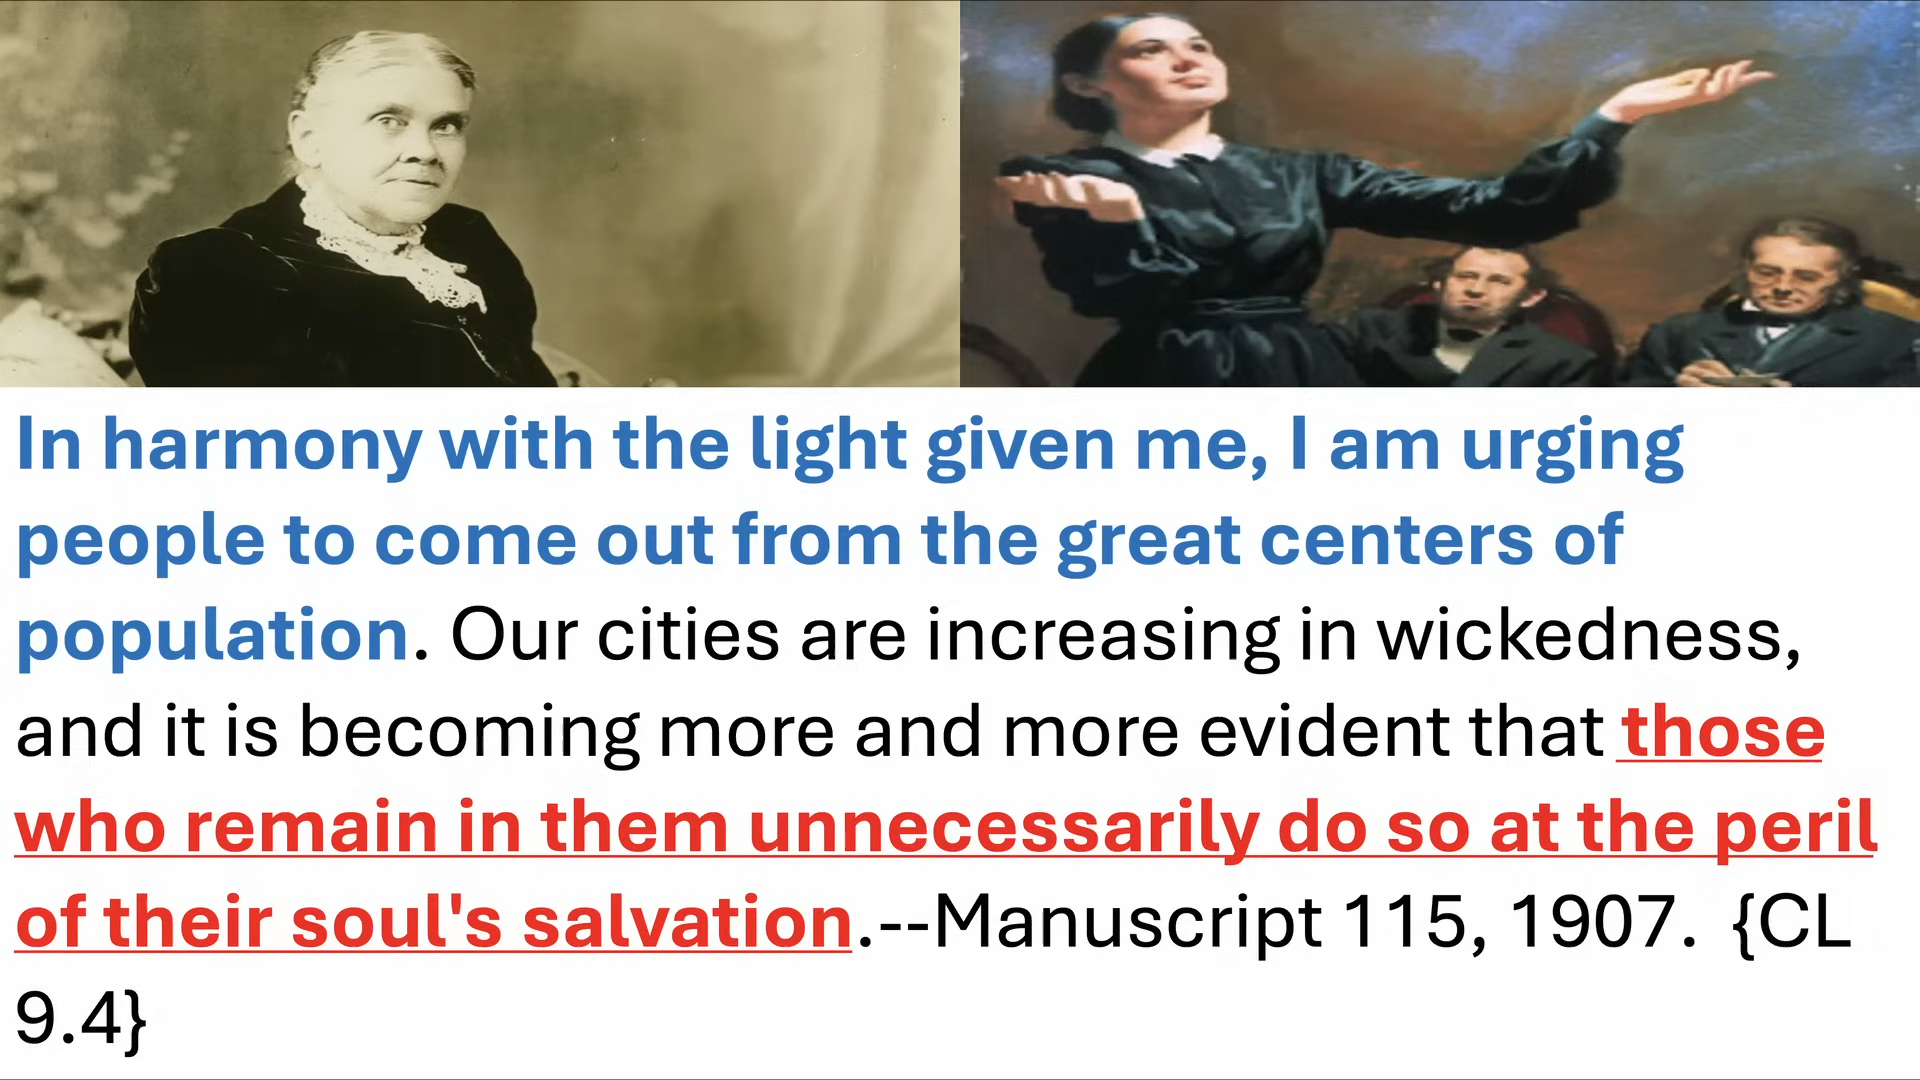 In harmony with the light given me, I am urging
people to come out from the great centers of
population. Our cities are increasing in wickedness,
and it is becoming more and more evident that those
who remain in them unnecessarily do so at the peril
of their soul's salvation.--Manuscript 115, 1907. {CL
9.4}